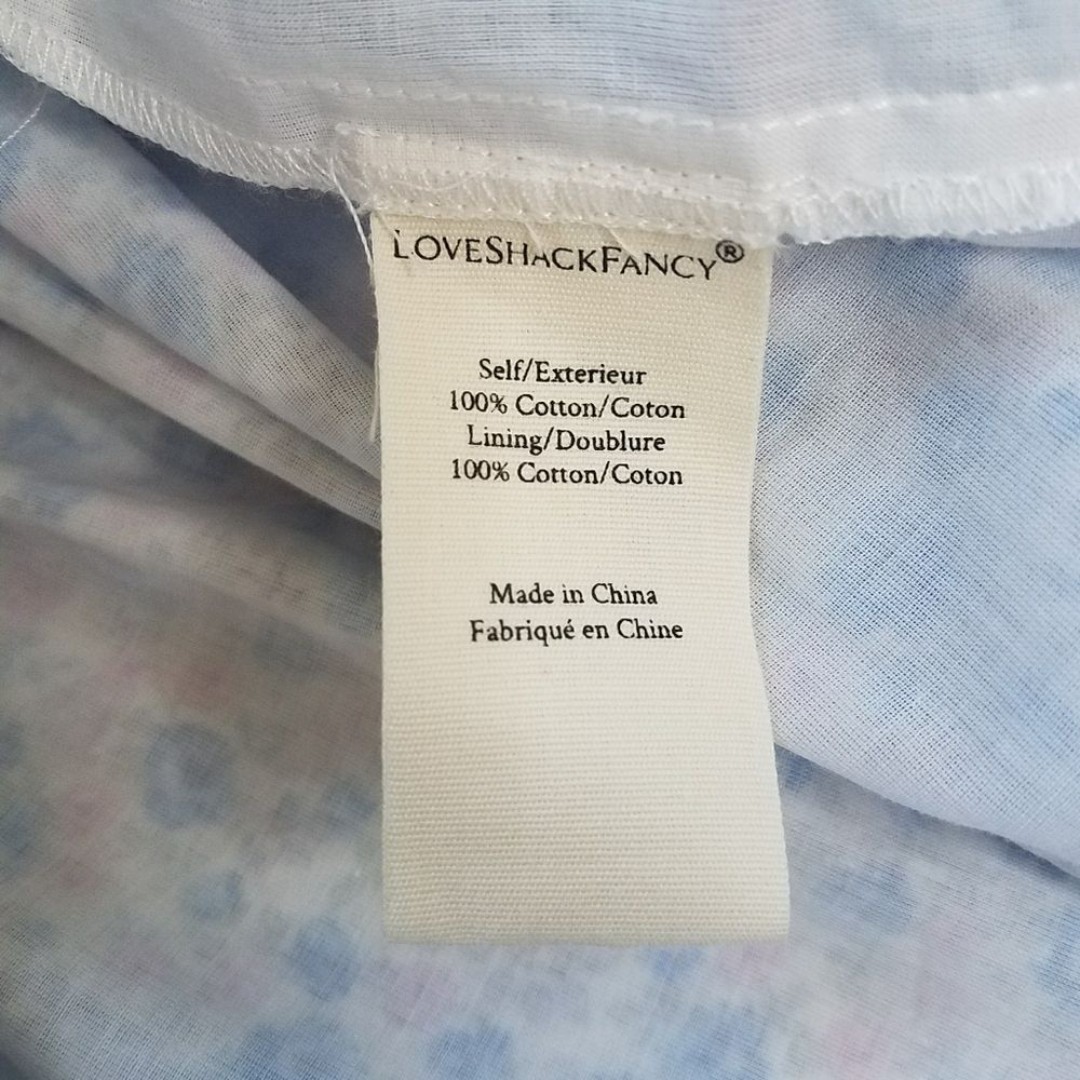 LOVESHACKFANCY®
Self/Exterieur
100% Cotton/Coton
Lining/Doublure
100% Cotton/Coton
Made in China
Fabriqué en Chine